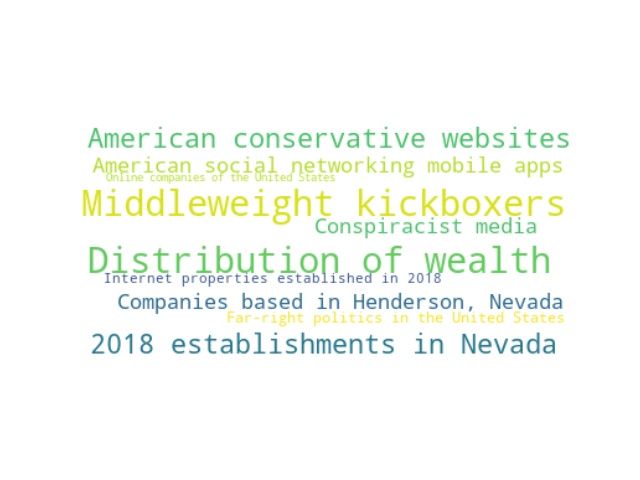 American conservative websites
American social networking mobile apps
Online companies of the United States
Middleweight kickboxers
Conspiracist media
Distribution of wealth
Internet properties established in 2018
Companies based in Henderson, Nevada
Far-right politics in the United States
2018 establishments in Nevada